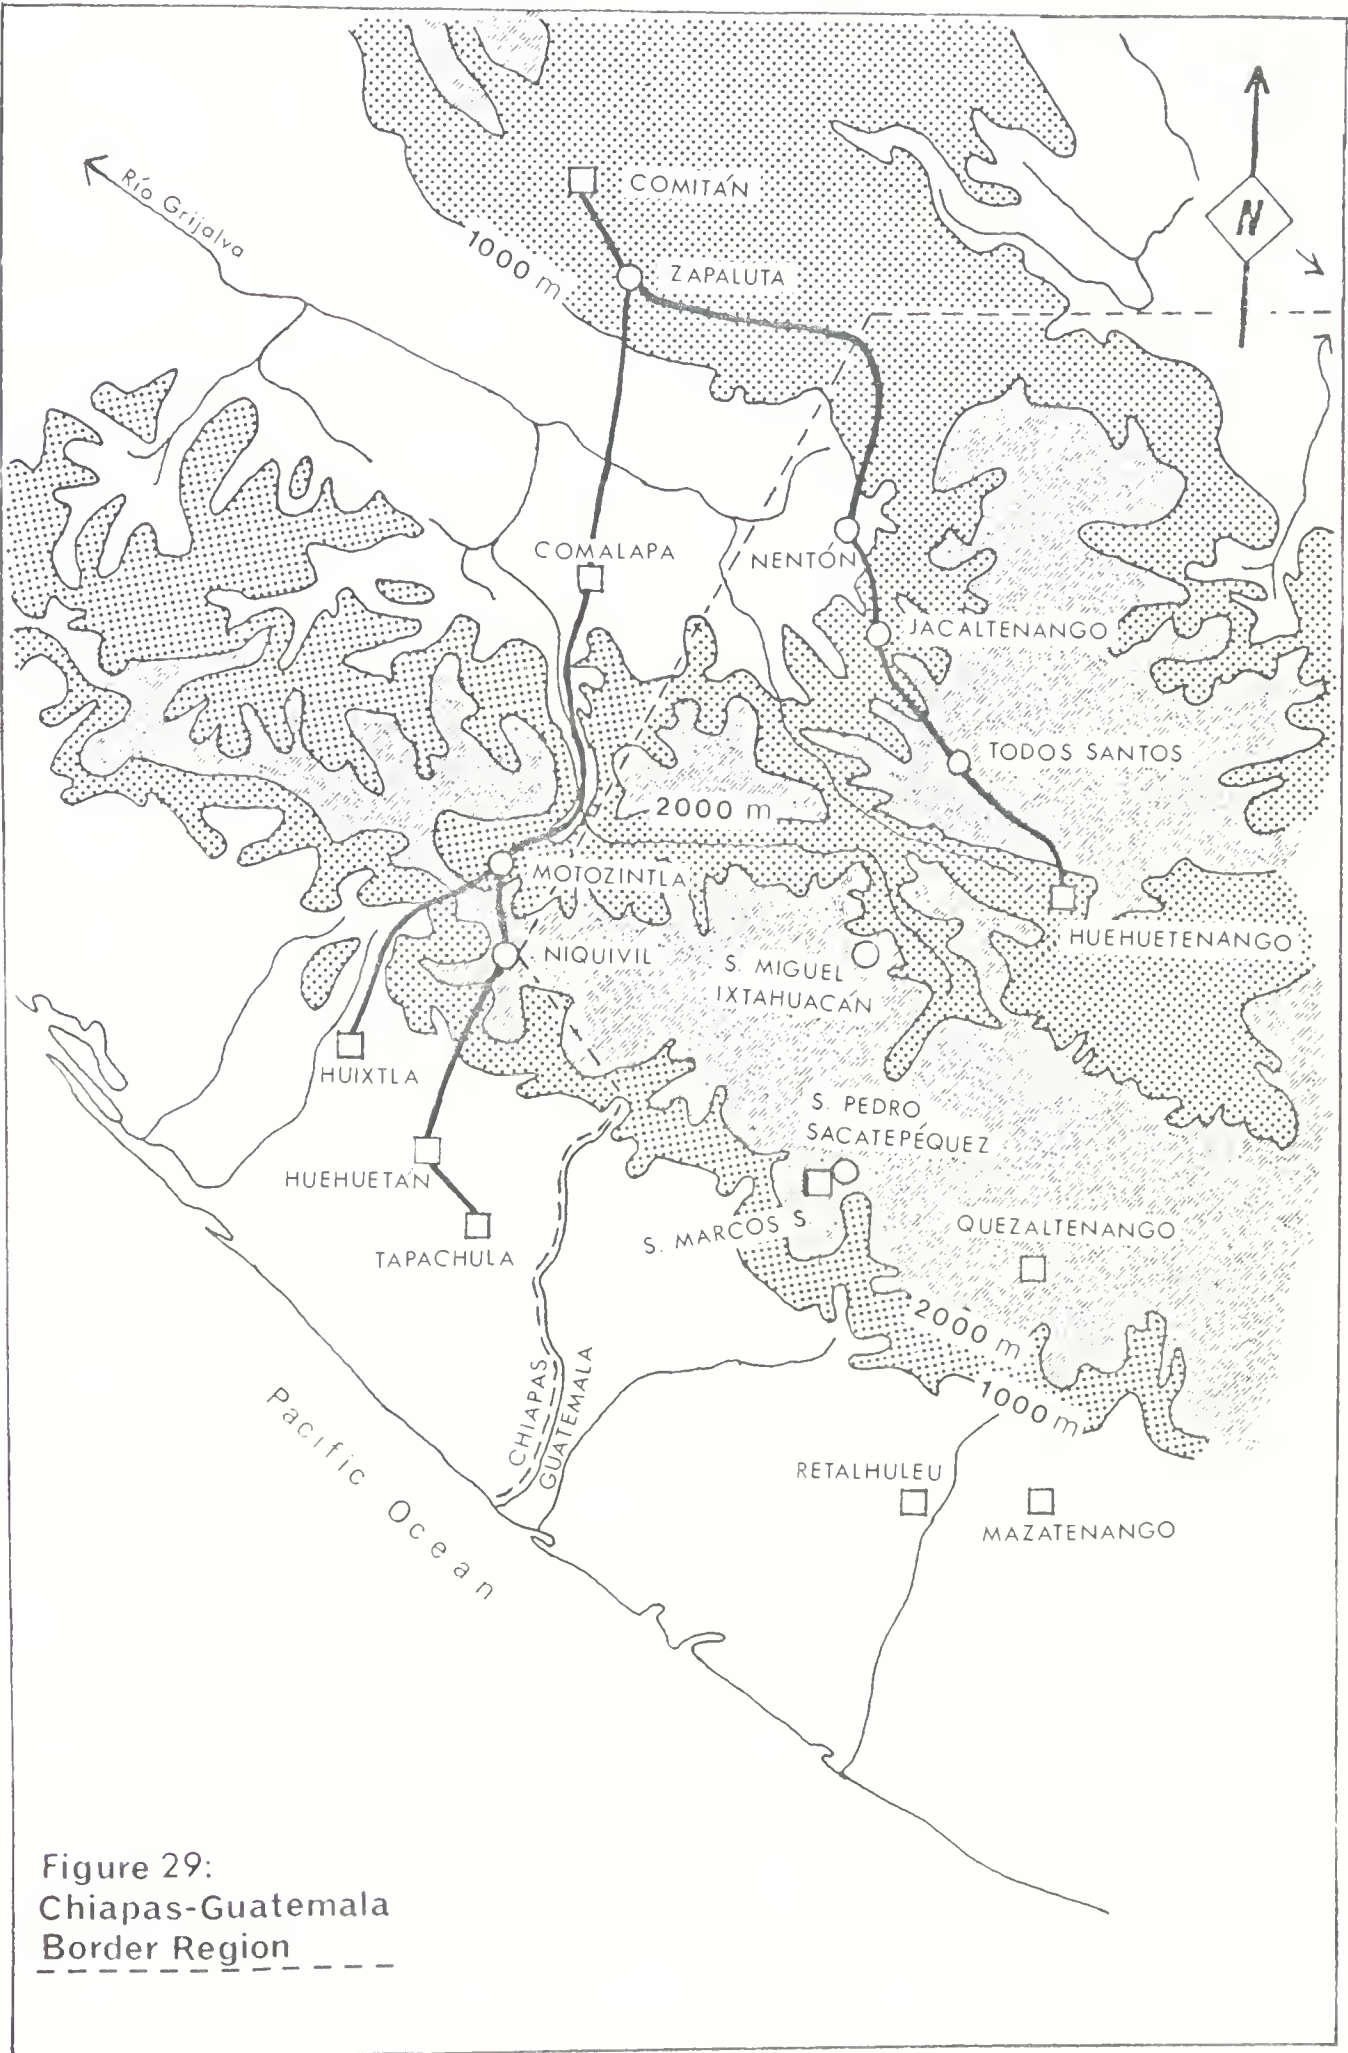 Río Grijalva
N
COMITÁN
1000 m
ZAPALUTA
COMALAPA
NENTÓN
JACALTENANGO
TODOS SANTOS
2000 m
MOTOZINTLA
HUEHUETENANGO
NIQUIVIL
S. MIGUEL
IXTAHUACÁN
HUIXTLA
S. PEDRO
SACATEPÉQUEZ
HUEHUETÁN
S. MARCOS S.
QUEZALTENANGO
TAPACHULA
2000 m
1000 m
CHIAPAS
GUATEMALA
Pacific Ocean
RETALHULEU
MAZATENANGO
Figure 29:
Chiapas-Guatemala
Border Region